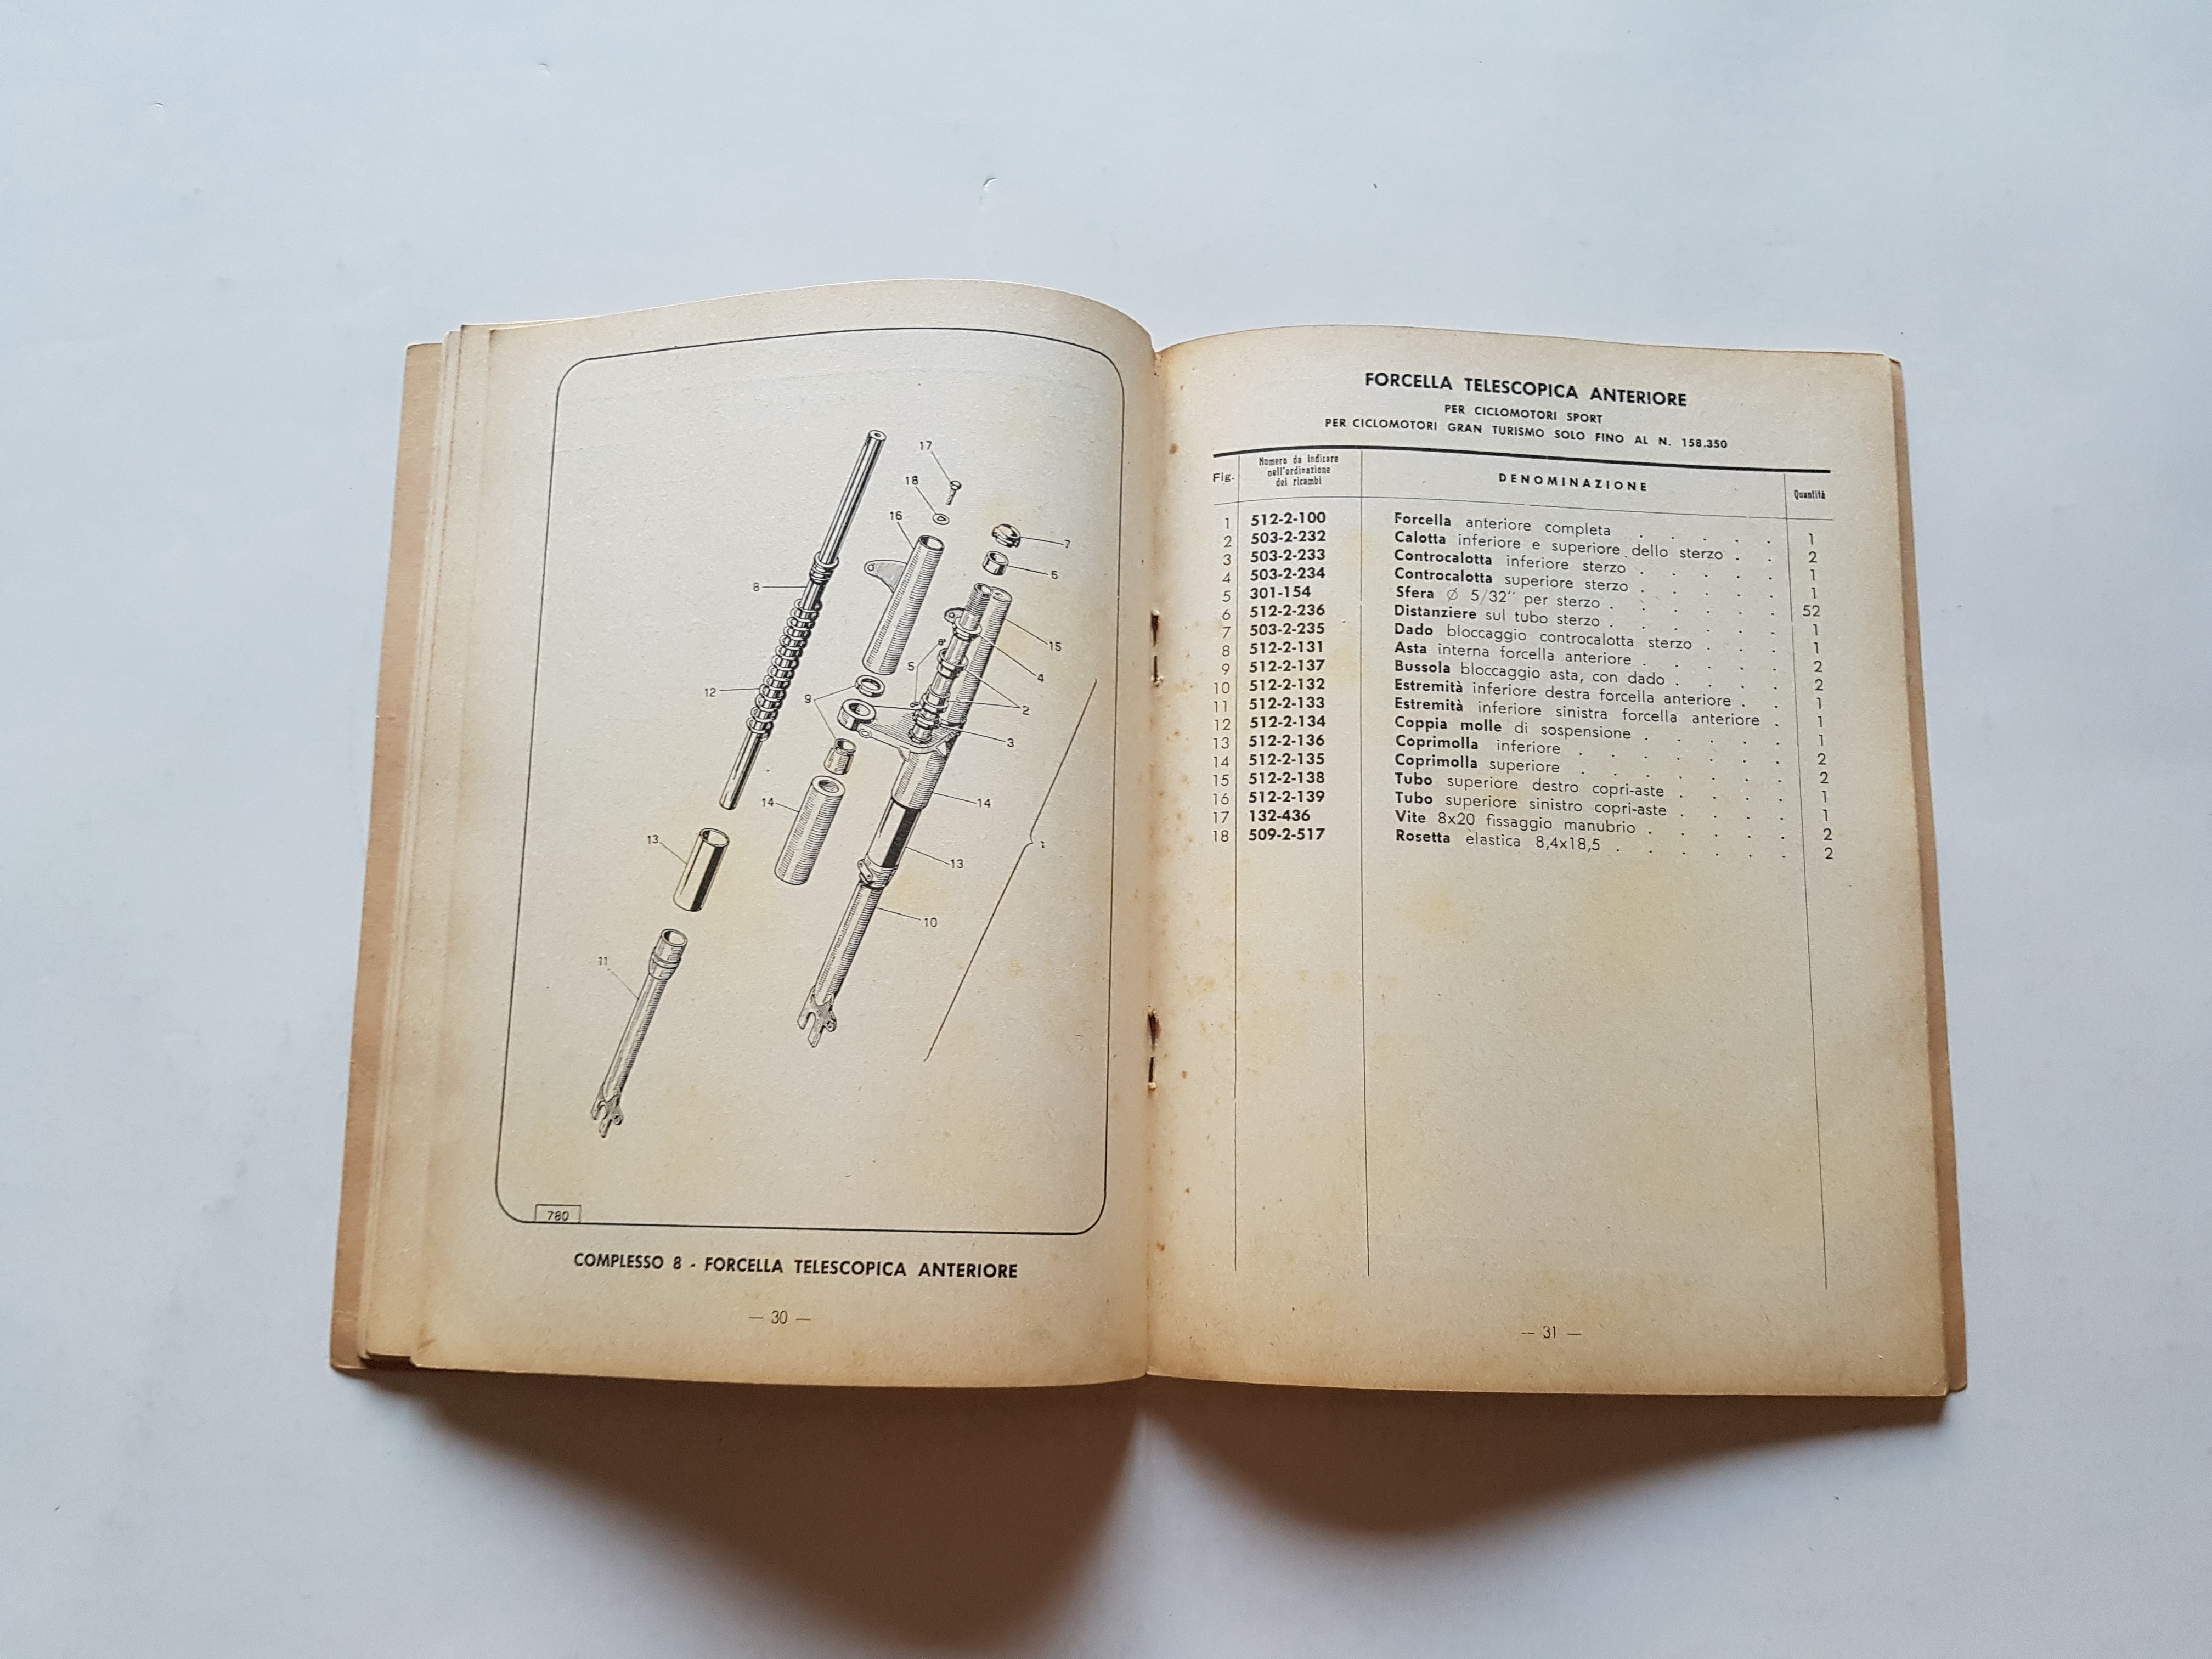 17
18
16
7
6
8
15
5
4
12
9
2
3
14
14
13
13
10
11
780
COMPLESSO 8 - FORCELLA TELESCOPICA ANTERIORE
— 30 —
FORCELLA TELESCOPICA ANTERIORE
PER CICLOMOTORI SPORT
PER CICLOMOTORI GRAN TURISMO SOLO FINO AL N. 158.350
Fig. Numero da indicare nell'ordinazione dei ricambi DENOMINAZIONE Quantità
1 512-2-100 Forcella anteriore completa . . . . . 1
2 503-2-232 Calotta inferiore e superiore dello sterzo . . 2
3 503-2-233 Controcalotta inferiore sterzo . . . . . 1
4 503-2-234 Controcalotta superiore sterzo . . . . . 1
5 301-154 Sfera Ø 5/32" per sterzo . . . . . . 52
6 512-2-236 Distanziere sul tubo sterzo . . . . . . 1
7 503-2-235 Dado bloccaggio controcalotta sterzo . . . 1
8 512-2-131 Asta interna forcella anteriore . . . . . 2
9 512-2-137 Bussola bloccaggio asta, con dado . . . . 2
10 512-2-132 Estremità inferiore destra forcella anteriore . . 1
11 512-2-133 Estremità inferiore sinistra forcella anteriore . 1
12 512-2-134 Coppia molle di sospensione . . . . . 1
13 512-2-136 Coprimolla inferiore . . . . . . . 2
14 512-2-135 Coprimolla superiore . . . . . . . 2
15 512-2-138 Tubo superiore destro copri-aste . . . . 1
16 512-2-139 Tubo superiore sinistro copri-aste . . . . 1
17 132-436 Vite 8x20 fissaggio manubrio . . . . . 2
18 509-2-517 Rosetta elastica 8,4x18,5 . . . . . . 2
-- 31 —